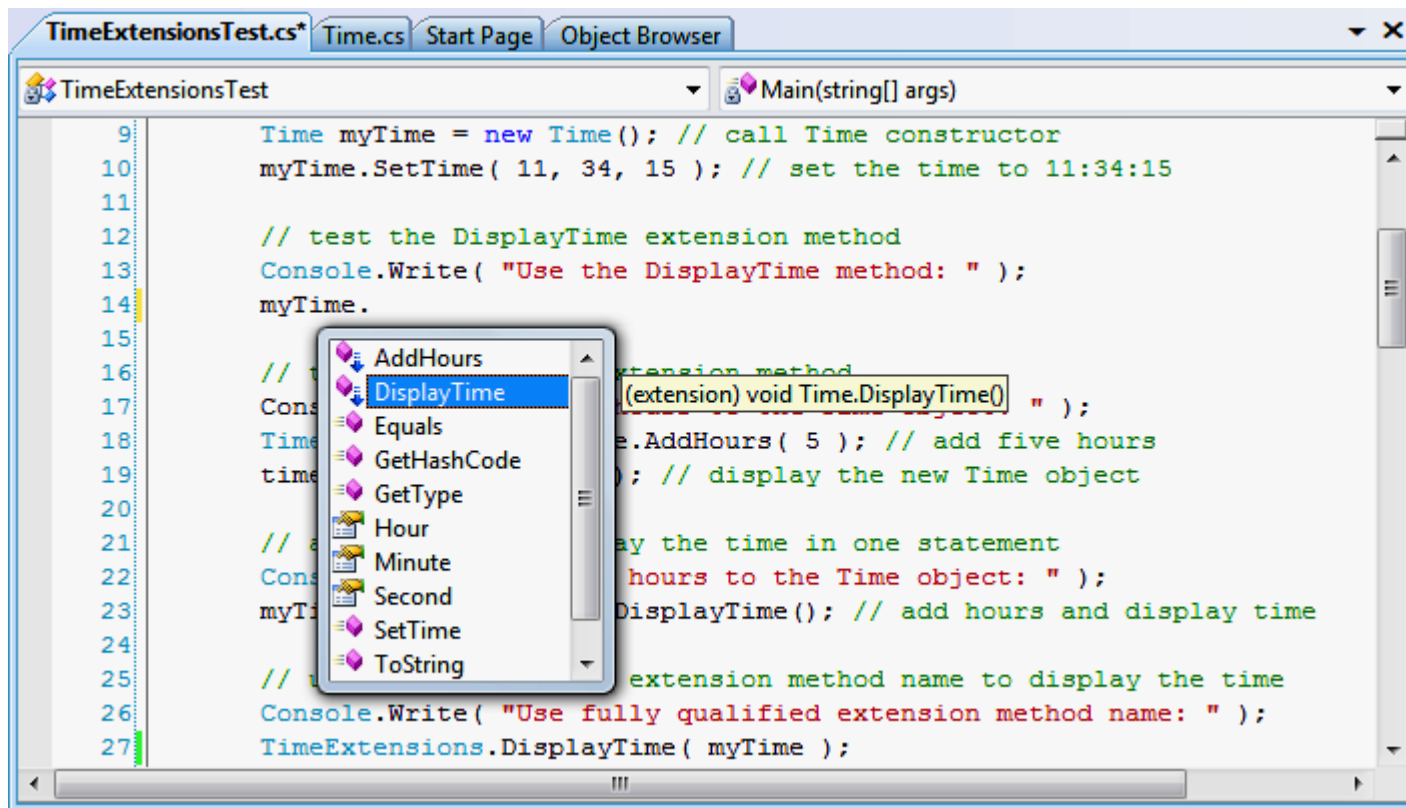 TimeExtensionsTest.cs* Time.cs Start Page Object Browser
TimeExtensionsTest Main(string[] args)
9 Time myTime = new Time(); // call Time constructor
10 myTime.SetTime( 11, 34, 15 ); // set the time to 11:34:15
11
12 // test the DisplayTime extension method
13 Console.Write( "Use the DisplayTime method: " );
14 myTime.
15
AddHours
16 // t extension method
DisplayTime (extension) void Time.DisplayTime()
17 Cons " );
Equals
18 Time e.AddHours( 5 ); // add five hours
GetHashCode
19 time ); // display the new Time object
GetType
20
Hour
21 // a ay the time in one statement
Minute
22 Cons hours to the Time object: " );
Second
23 myTi DisplayTime(); // add hours and display time
SetTime
24
ToString
25 // u extension method name to display the time
26 Console.Write( "Use fully qualified extension method name: " );
27 TimeExtensions.DisplayTime( myTime );